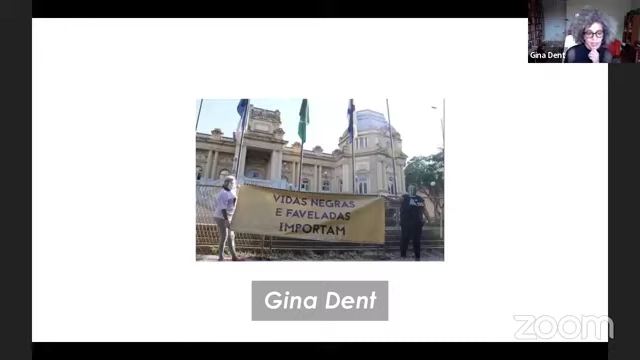 Gina Dent
VIDAS NEGRAS
E FAVELADAS
IMPORTAM
Gina Dent
zoom